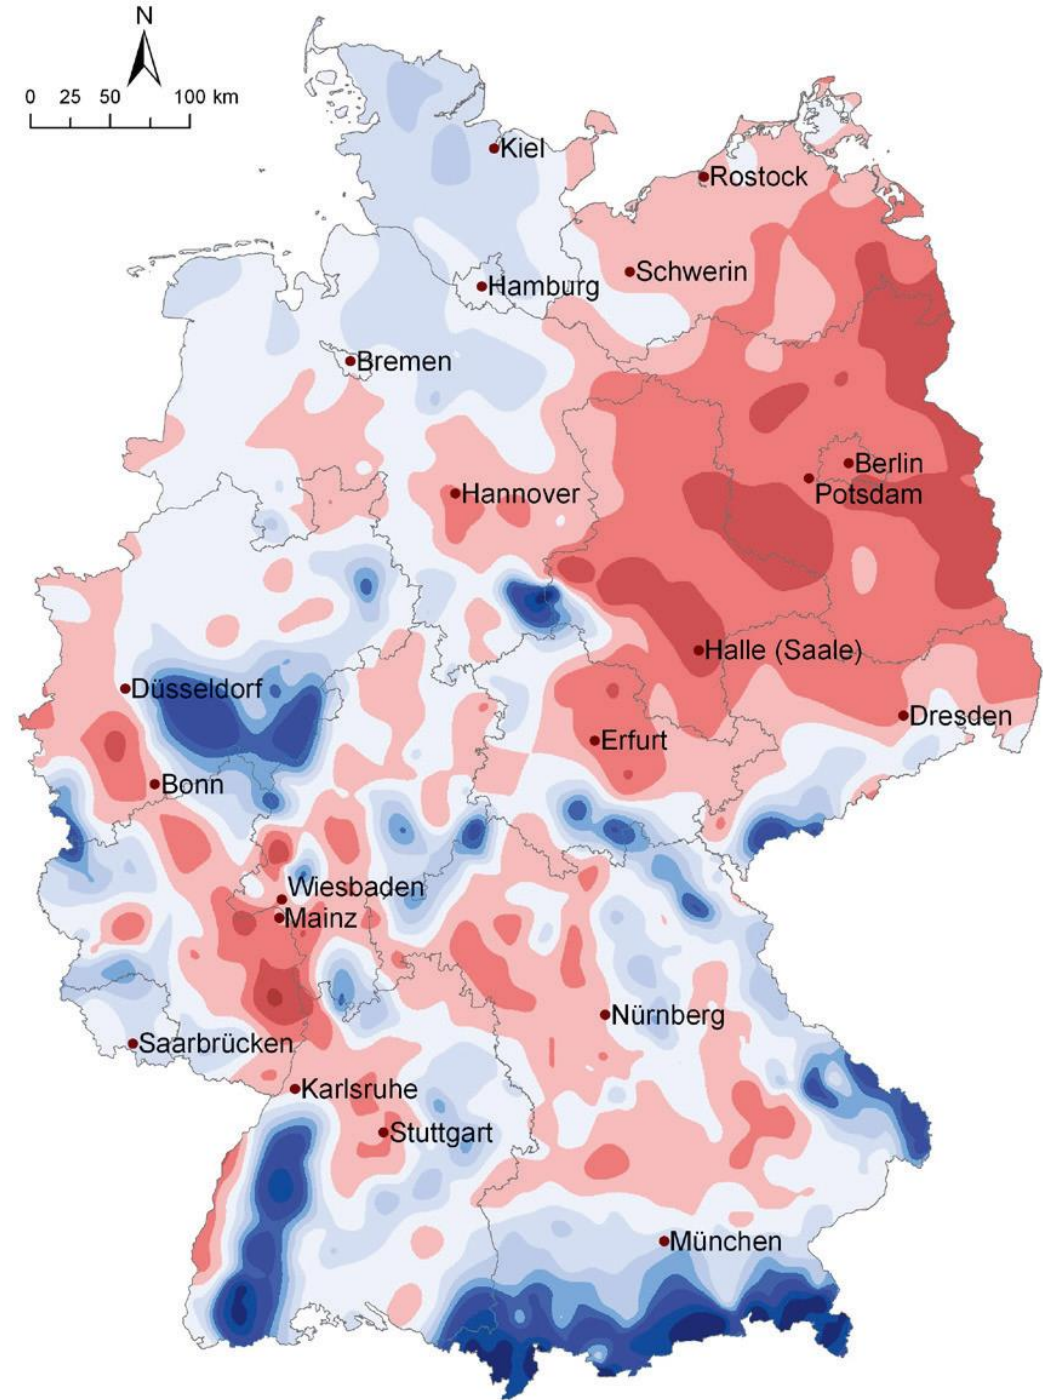 N
0 25 50 100 km
Kiel
Rostock
Schwerin
Hamburg
Bremen
Berlin
Potsdam
Hannover
Halle (Saale)
Düsseldorf
Dresden
Erfurt
Bonn
Wiesbaden
Mainz
Nürnberg
Saarbrücken
Karlsruhe
Stuttgart
München